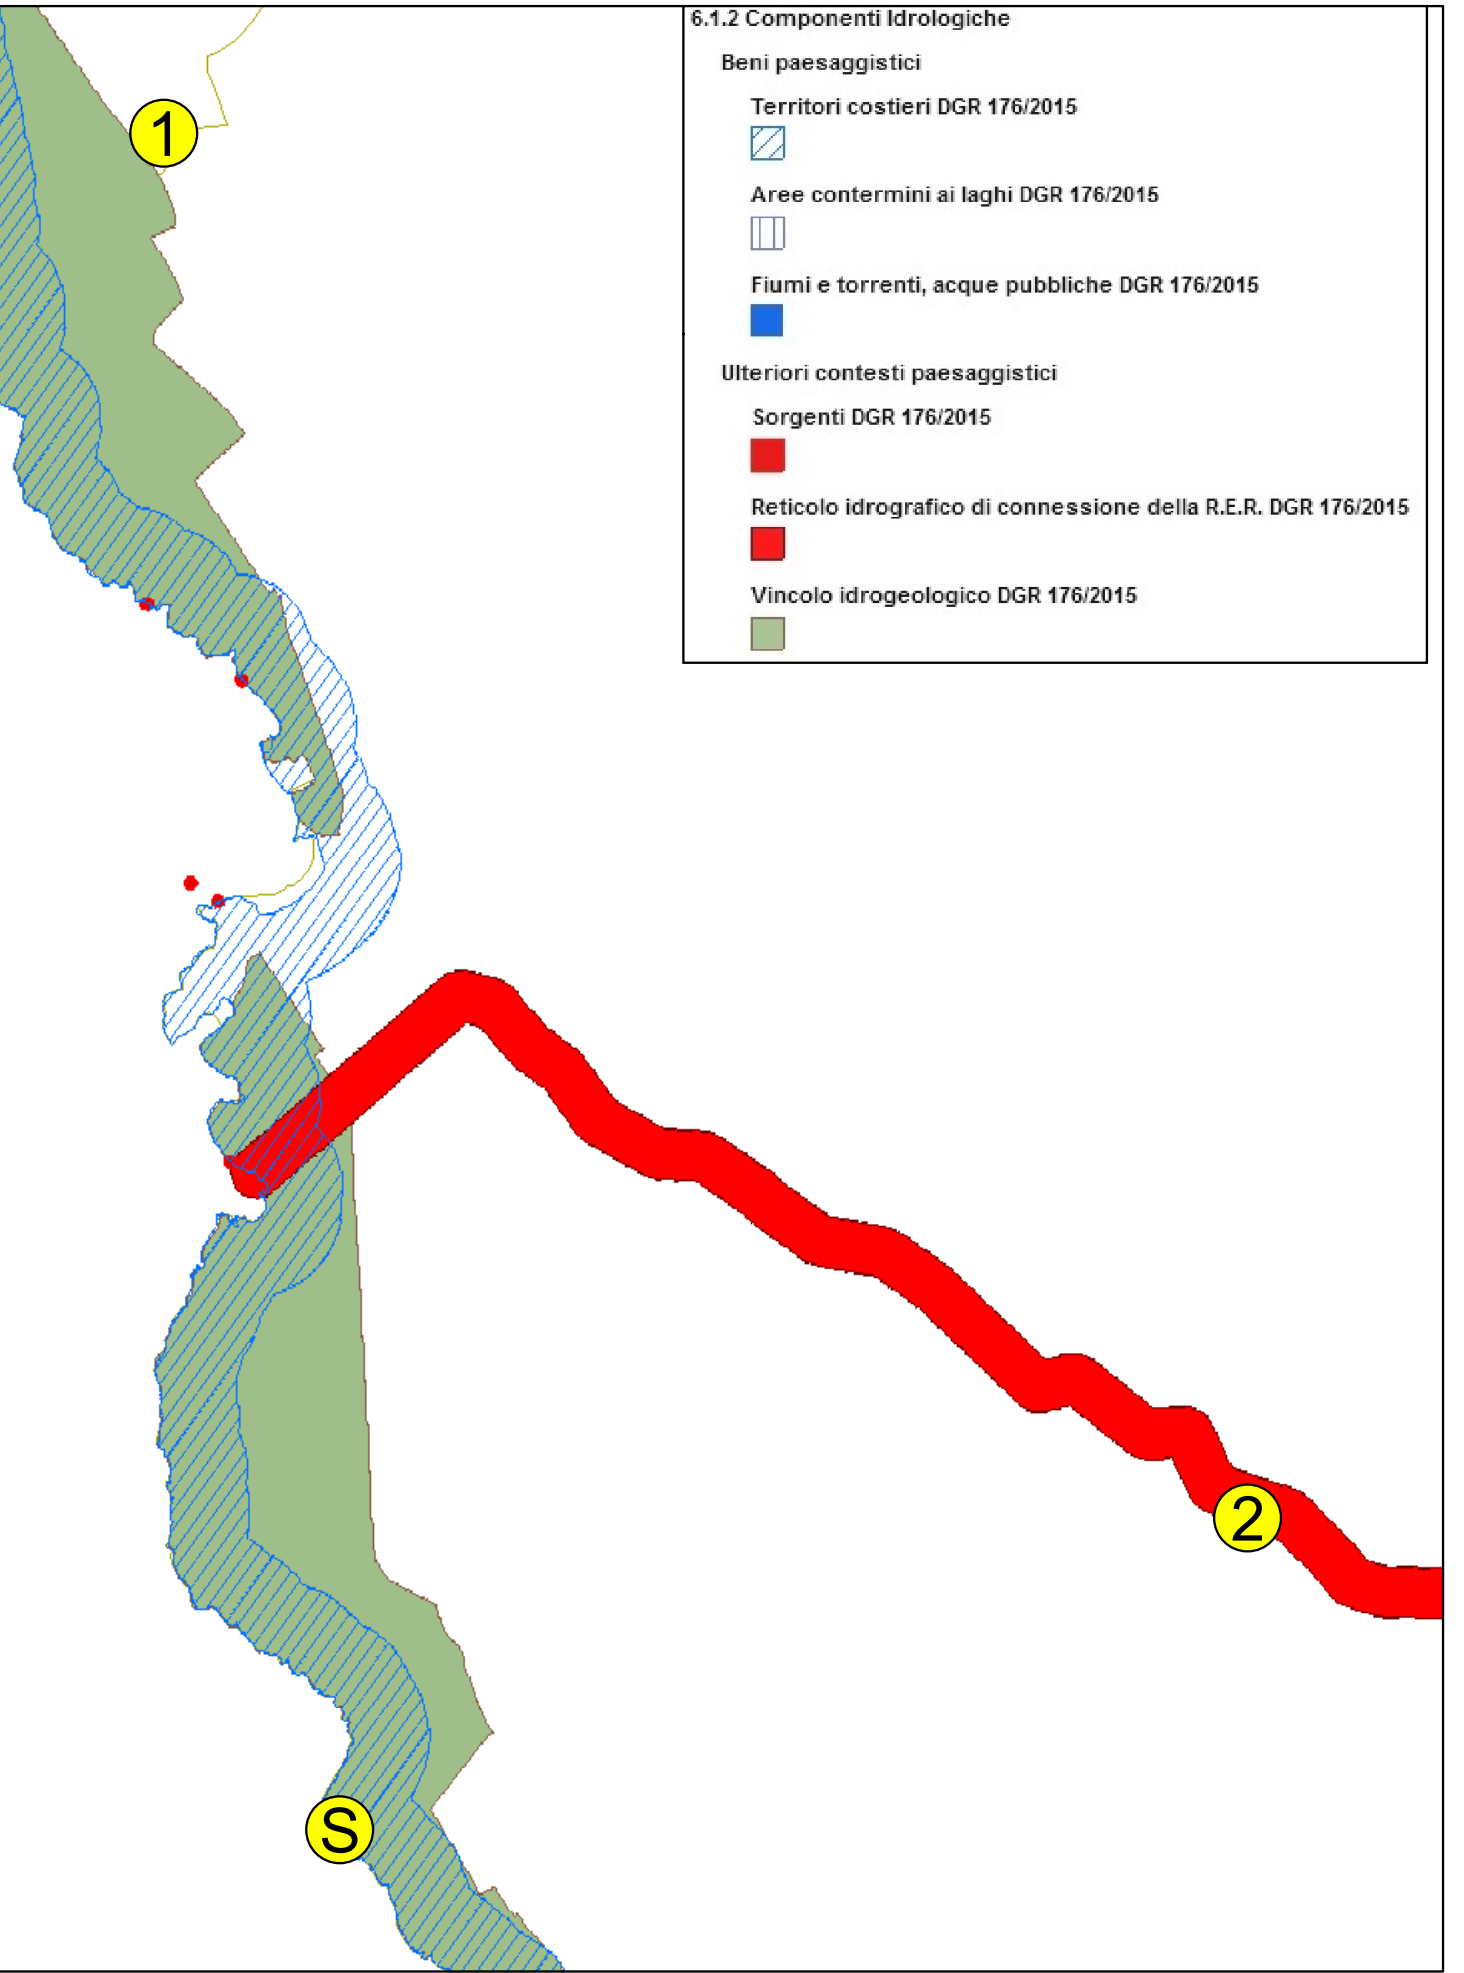 6.1.2 Componenti Idrologiche
Beni paesaggistici
Territori costieri DGR 176/2015
Aree contermini ai laghi DGR 176/2015
Fiumi e torrenti, acque pubbliche DGR 176/2015
Ulteriori contesti paesaggistici
Sorgenti DGR 176/2015
Reticolo idrografico di connessione della R.E.R. DGR 176/2015
Vincolo idrogeologico DGR 176/2015
1
2
S